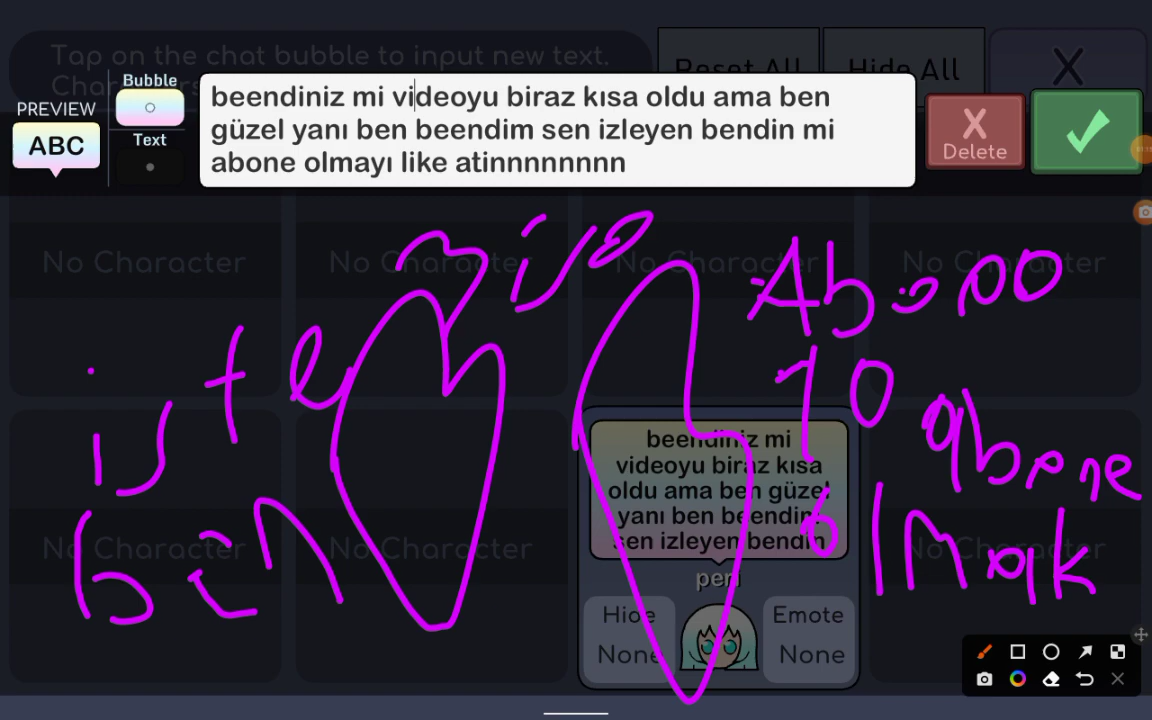 Tap on the chat bubble to input new text.
Reset All
Hide All
X
PREVIEW
ABC
Bubble
Text
beendiniz mi videoyu biraz kısa oldu ama ben
güzel yanı ben beendim sen izleyen bendin mi
abone olmayı like atinnnnnnnn
X
Delete
No Character
No Character
No Character
No Character
iste
bin
10
abone
olmak
No Character
No Character
No Character
beendiniz mi
videoyu biraz kısa
oldu ama ben güzel
yanı ben beendim
sen izleyen bendin
peri
Hide
None
Emote
None